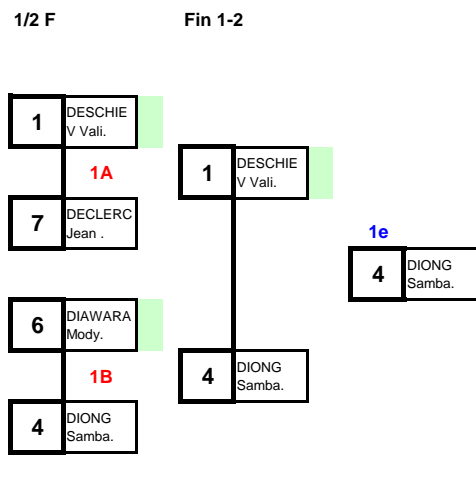 1/2 F
Fin 1-2
1
DESCHIE
V Vali.
1A
7
DECLERC
Jean .
6
DIAWARA
Mody.
1B
4
DIONG
Samba.
1
DESCHIE
V Vali.
4
DIONG
Samba.
1e
4
DIONG
Samba.